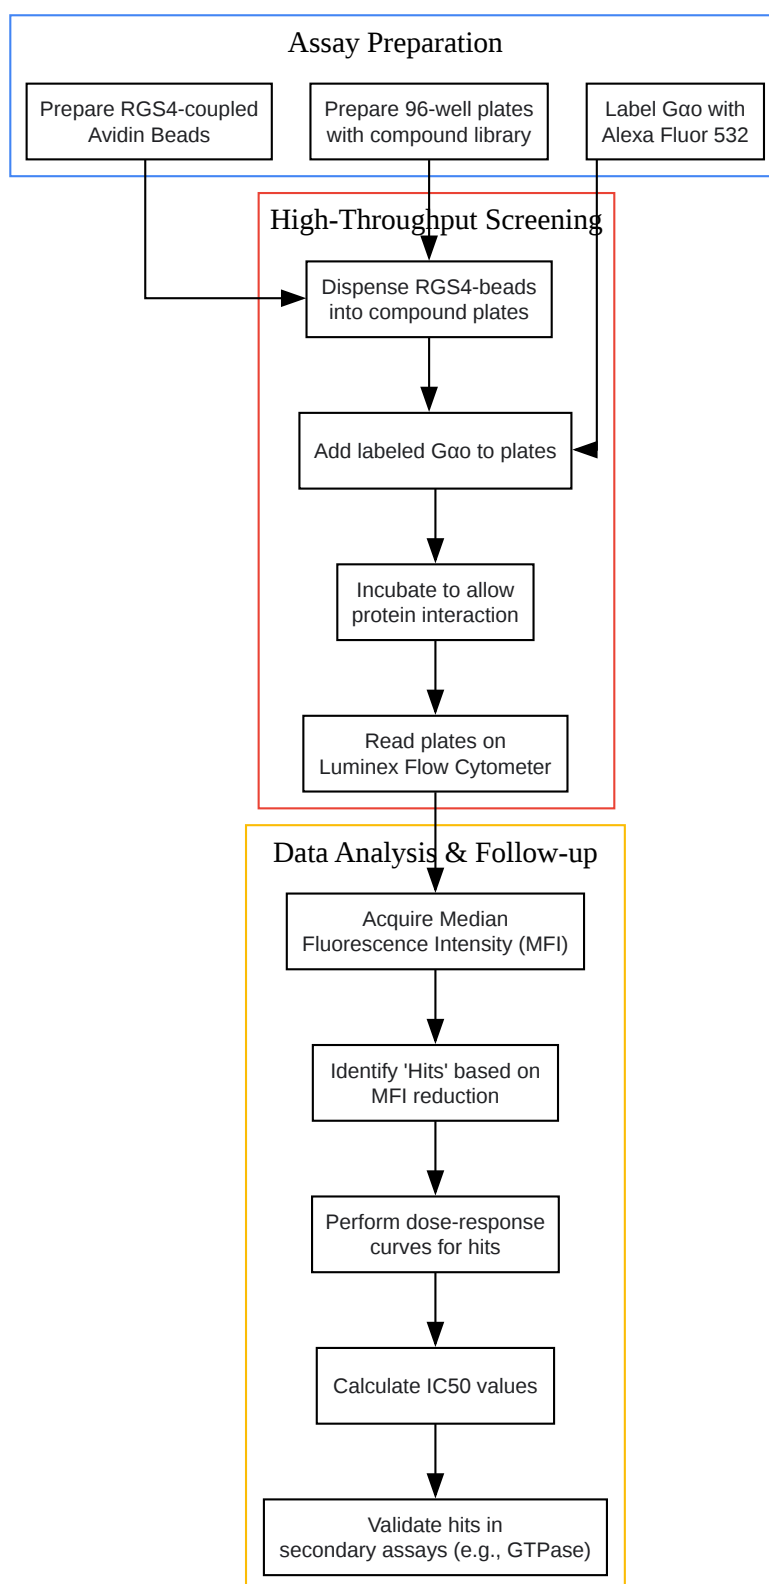 Assay Preparation
Prepare RGS4-coupled
Avidin Beads
Prepare 96-well plates
with compound library
Label Gαo with
Alexa Fluor 532
High-Throughput Screening
Dispense RGS4-beads
into compound plates
Add labeled Gαo to plates
Incubate to allow
protein interaction
Read plates on
Luminex Flow Cytometer
Data Analysis & Follow-up
Acquire Median
Fluorescence Intensity (MFI)
Identify 'Hits' based on
MFI reduction
Perform dose-response
curves for hits
Calculate IC50 values
Validate hits in
secondary assays (e.g., GTPase)